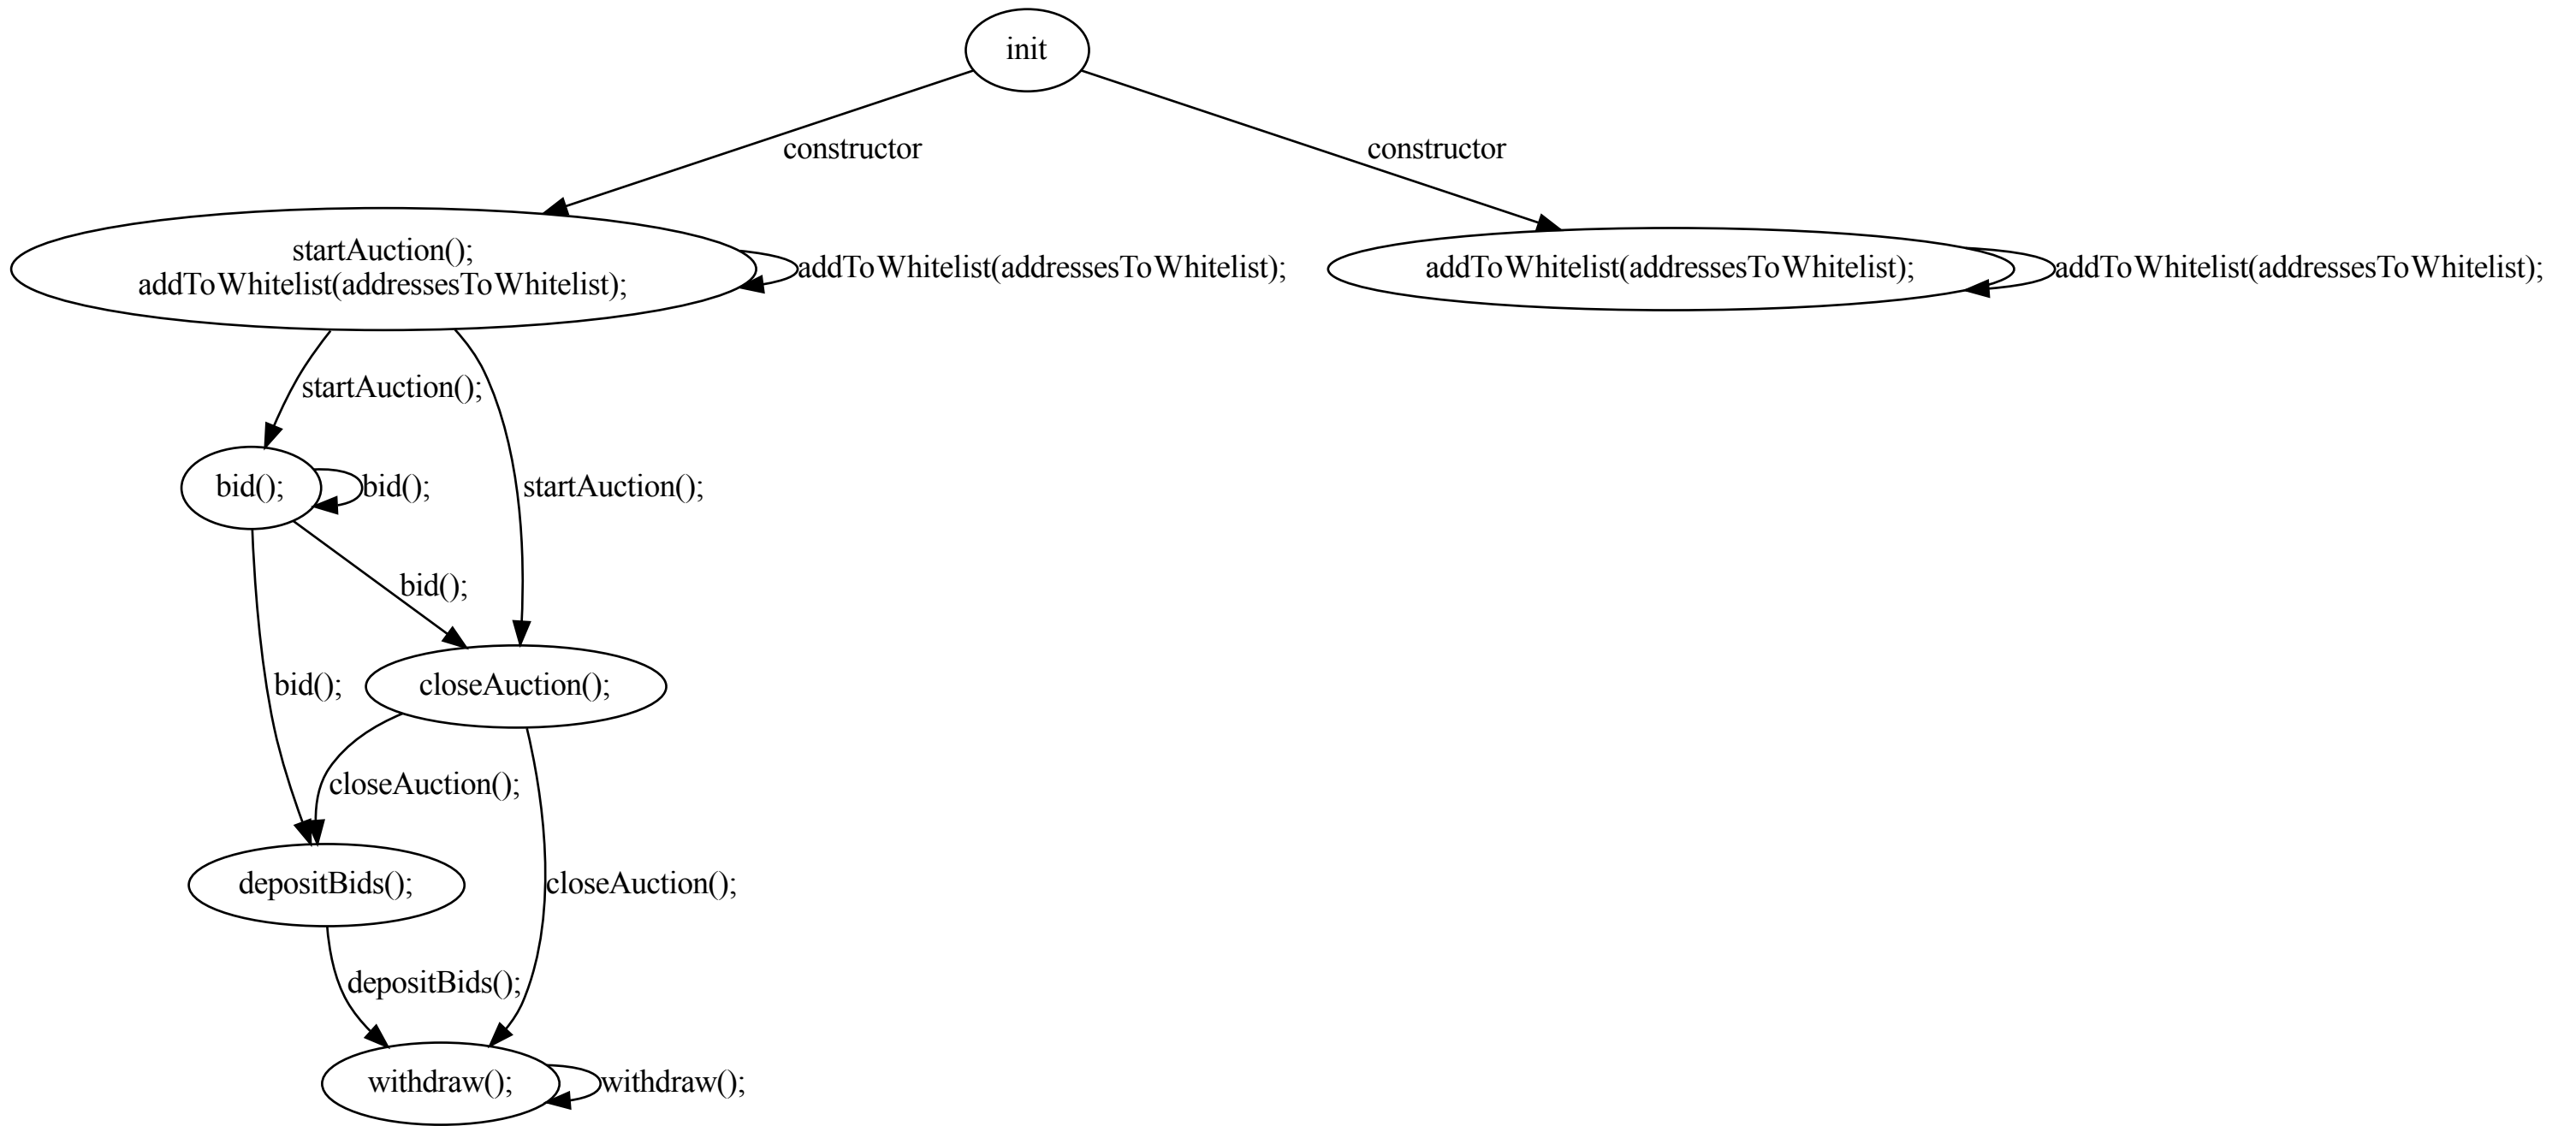 init
constructor
constructor
startAuction();
addToWhitelist(addressesToWhitelist);
addToWhitelist(addressesToWhitelist);
addToWhitelist(addressesToWhitelist);
addToWhitelist(addressesToWhitelist);
startAuction();
bid();
bid();
startAuction();
bid();
bid();
closeAuction();
closeAuction();
depositBids();
closeAuction();
depositBids();
withdraw();
withdraw();